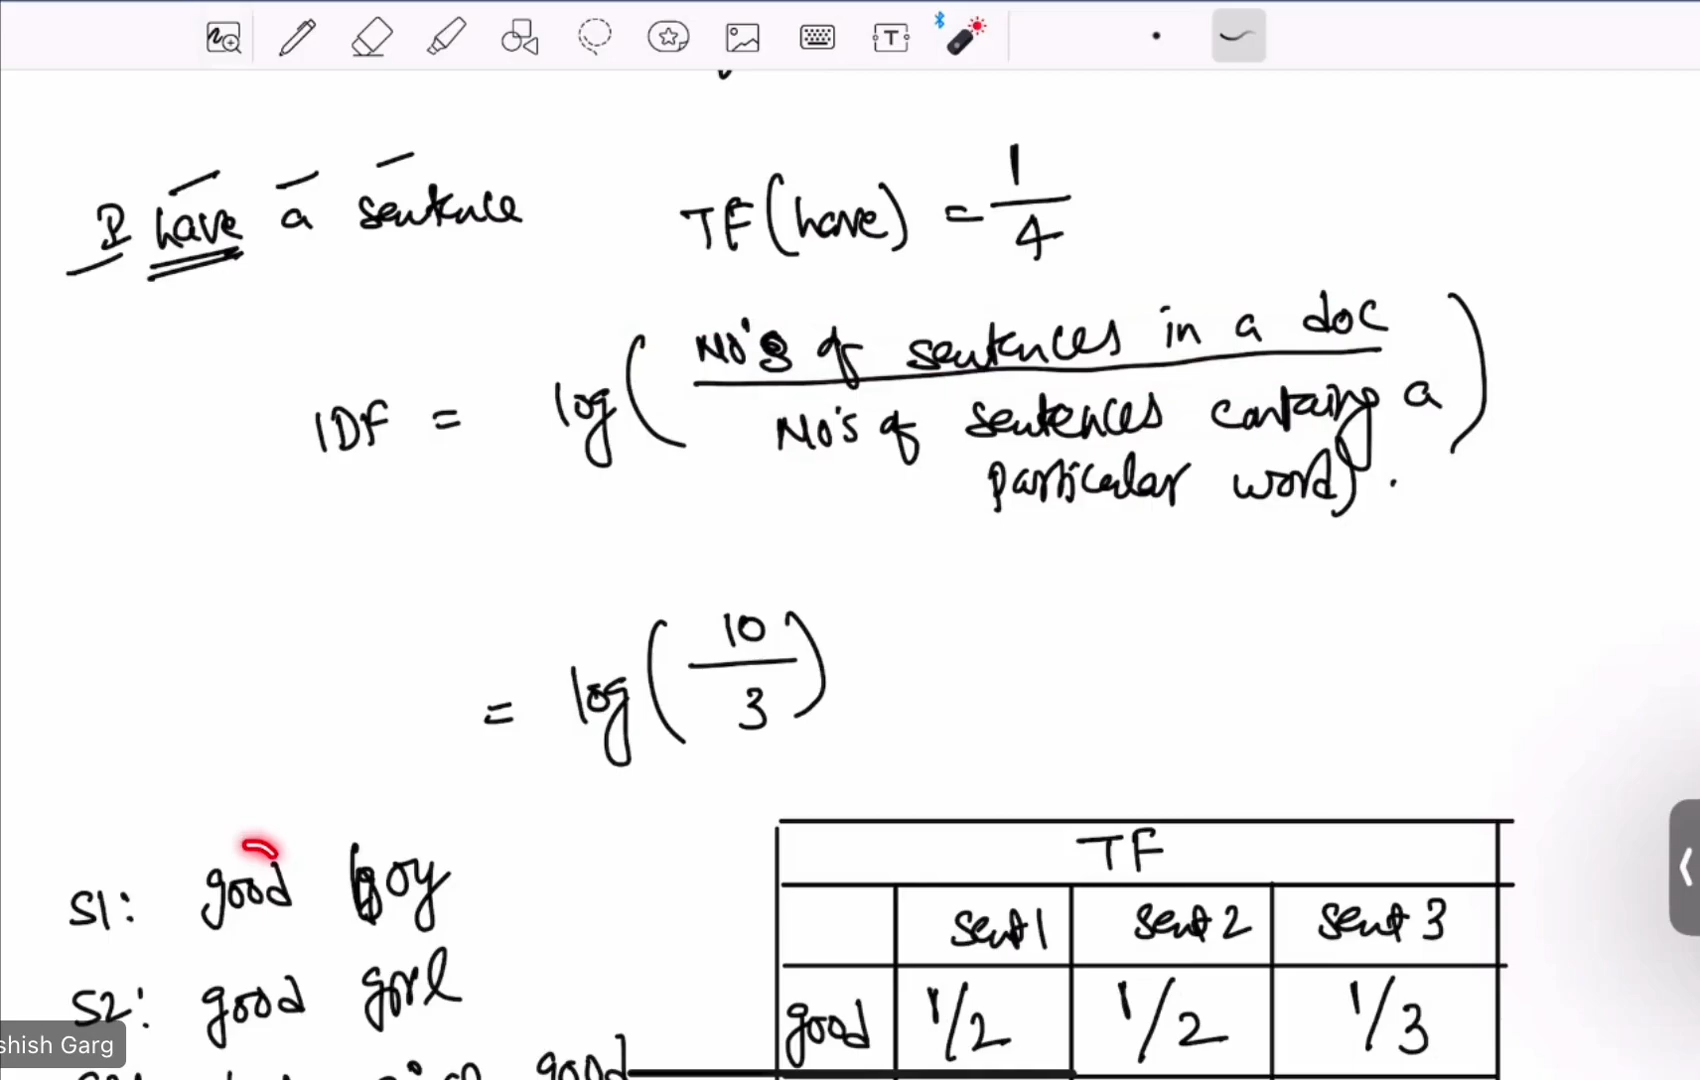 I have a sentence
TF(have) = 1/4
IDF = log( No's of sentences in a doc / No's of sentences containg a particular word ) .
= log( 10 / 3 )
S1: good boy
S2: good girl
good
TF
sent 1 sent 2 sent 3
good 1/2 1/2 1/3
shish Garg
T